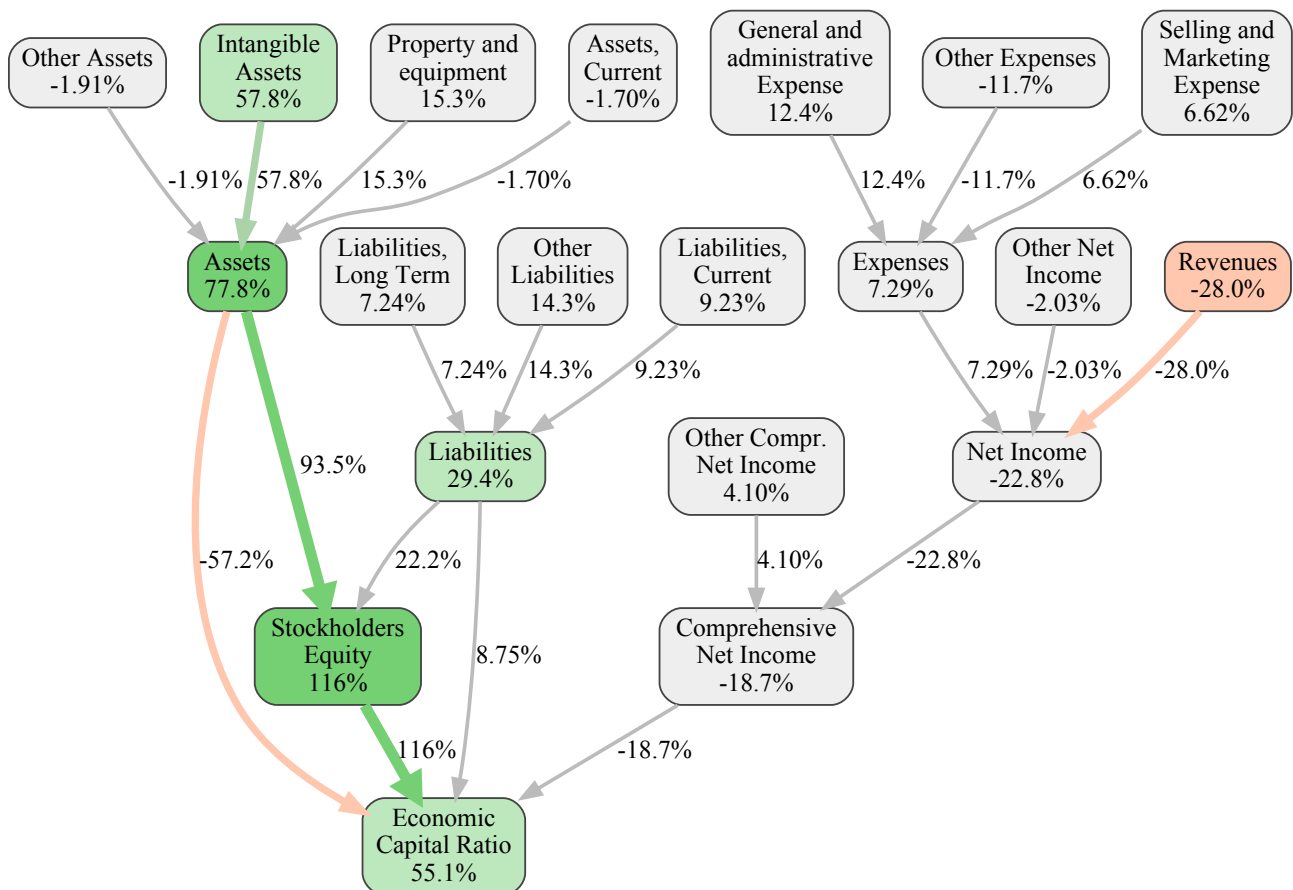 Other Assets
-1.91%
Intangible
Assets
57.8%
Property and
equipment
15.3%
Assets,
Current
-1.70%
General and
administrative
Expense
12.4%
Other Expenses
-11.7%
Selling and
Marketing
Expense
6.62%
-1.91%
57.8%
15.3%
-1.70%
12.4%
-11.7%
6.62%
Assets
77.8%
Liabilities,
Long Term
7.24%
Other
Liabilities
14.3%
Liabilities,
Current
9.23%
Expenses
7.29%
Other Net
Income
-2.03%
Revenues
-28.0%
7.24%
14.3%
9.23%
7.29%
-2.03%
-28.0%
93.5%
Liabilities
29.4%
Other Compr.
Net Income
4.10%
Net Income
-22.8%
-57.2%
22.2%
4.10%
-22.8%
Stockholders
Equity
116%
8.75%
Comprehensive
Net Income
-18.7%
116%
-18.7%
Economic
Capital Ratio
55.1%